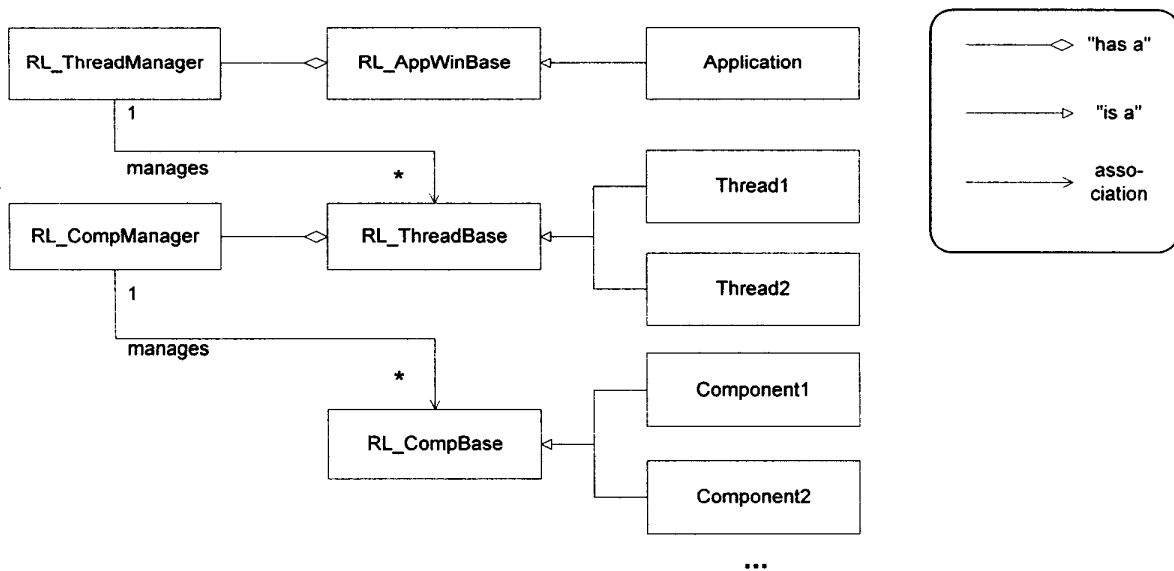 RL_ThreadManager
RL_AppWinBase
Application
"has a"
"is a"
asso-
ciation
1
manages
*
Thread1
RL_CompManager
RL_ThreadBase
Thread2
1
manages
*
Component1
RL_CompBase
Component2
...